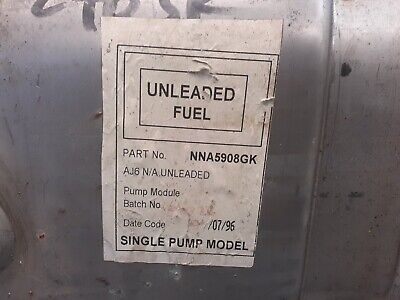 UNLEADED
FUEL
PART No. NNA5908GK
AJ6 N/A UNLEADED
Pump Module
Batch No
Date Code /07/96
SINGLE PUMP MODEL